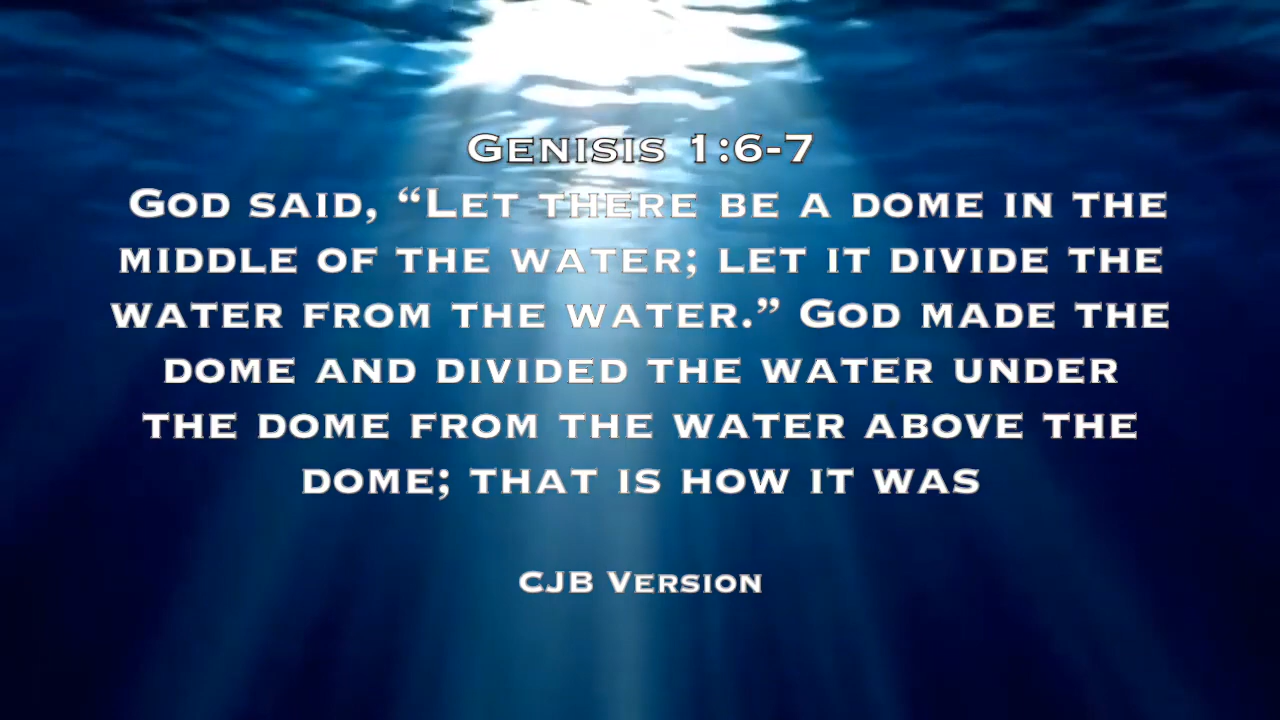 Genisis 1:6-7
God said, “Let there be a dome in the
middle of the water; let it divide the
water from the water.” God made the
dome and divided the water under
the dome from the water above the
dome; that is how it was
CJB Version